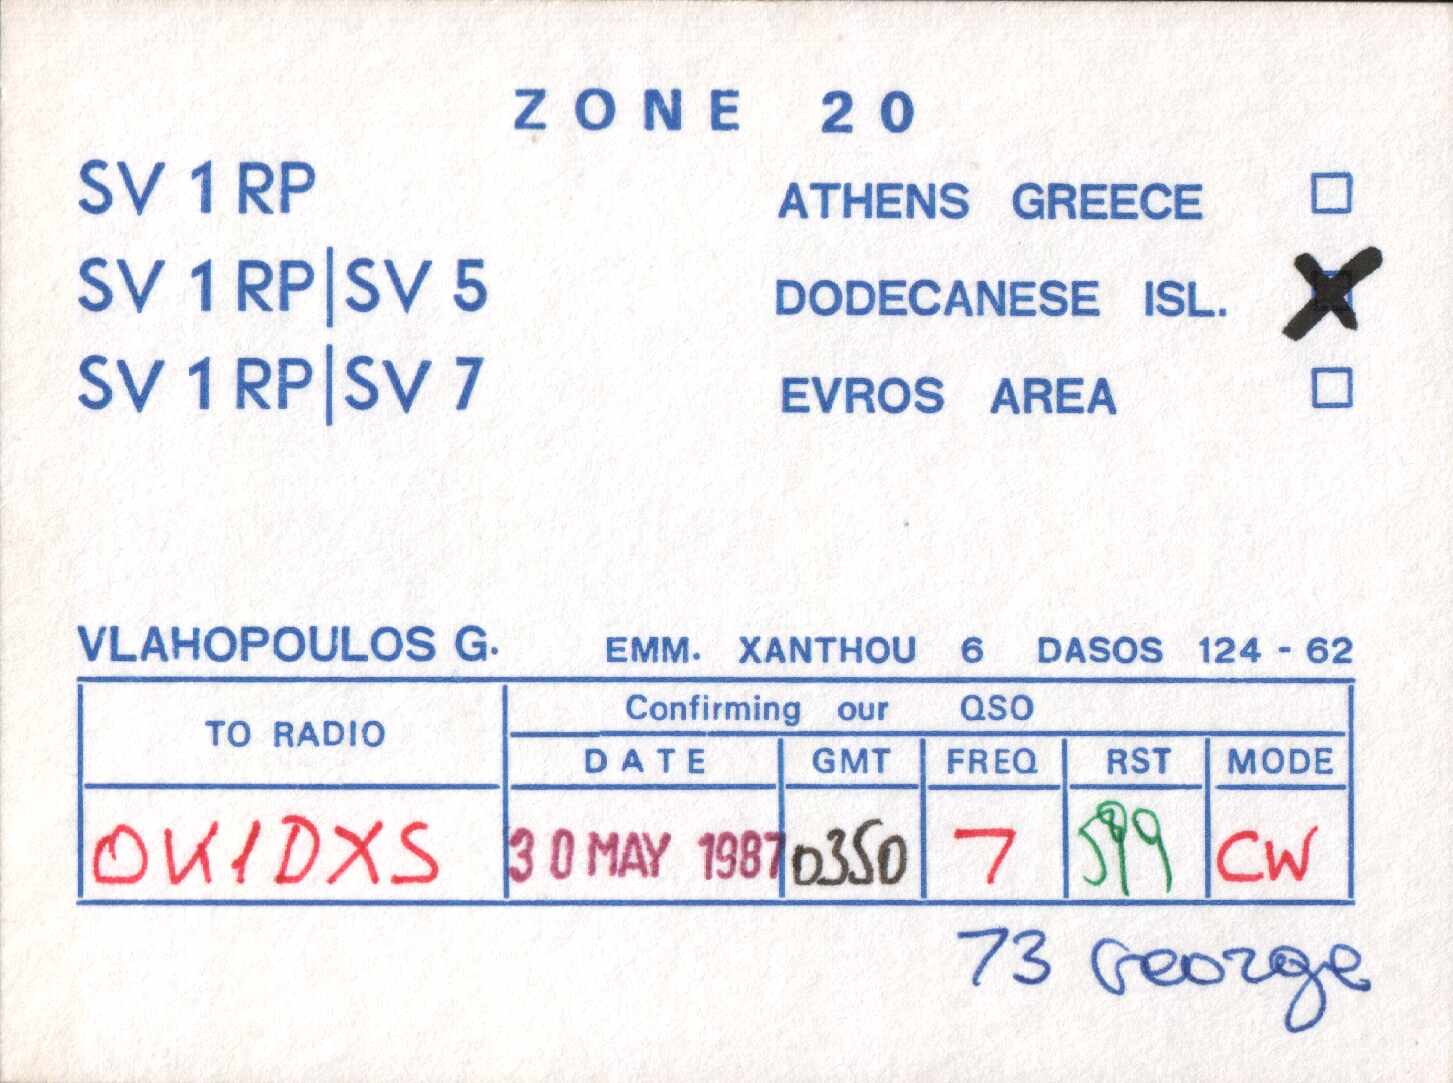 ZONE 20
SV 1 RP ATHENS GREECE
SV 1 RP|SV 5 DODECANESE ISL.
SV 1 RP|SV 7 EVROS AREA
VLAHOPOULOS G. EMM. XANTHOU 6 DASOS 124 - 62
TO RADIO
Confirming our QSO
DATE GMT FREQ RST MODE
OK1DXS 30 MAY 1987 0350 7 599 CW
73 George